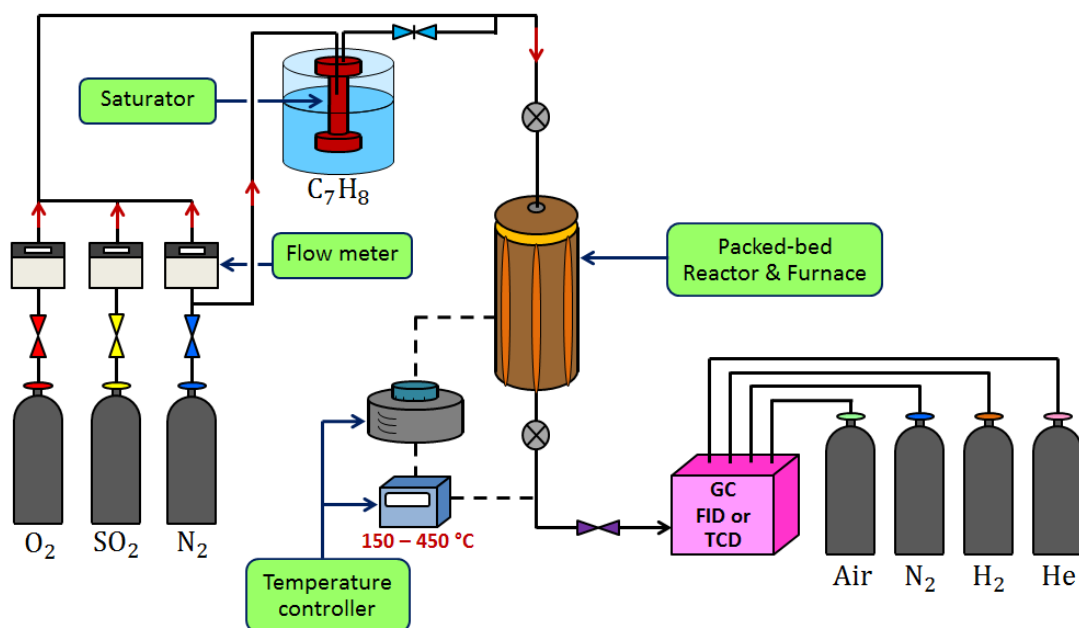 Saturator
C₇H₈
Flow meter
Packed-bed
Reactor & Furnace
O₂
SO₂
N₂
150 – 450 °C
Temperature
controller
GC
FID or
TCD
Air
N₂
H₂
He